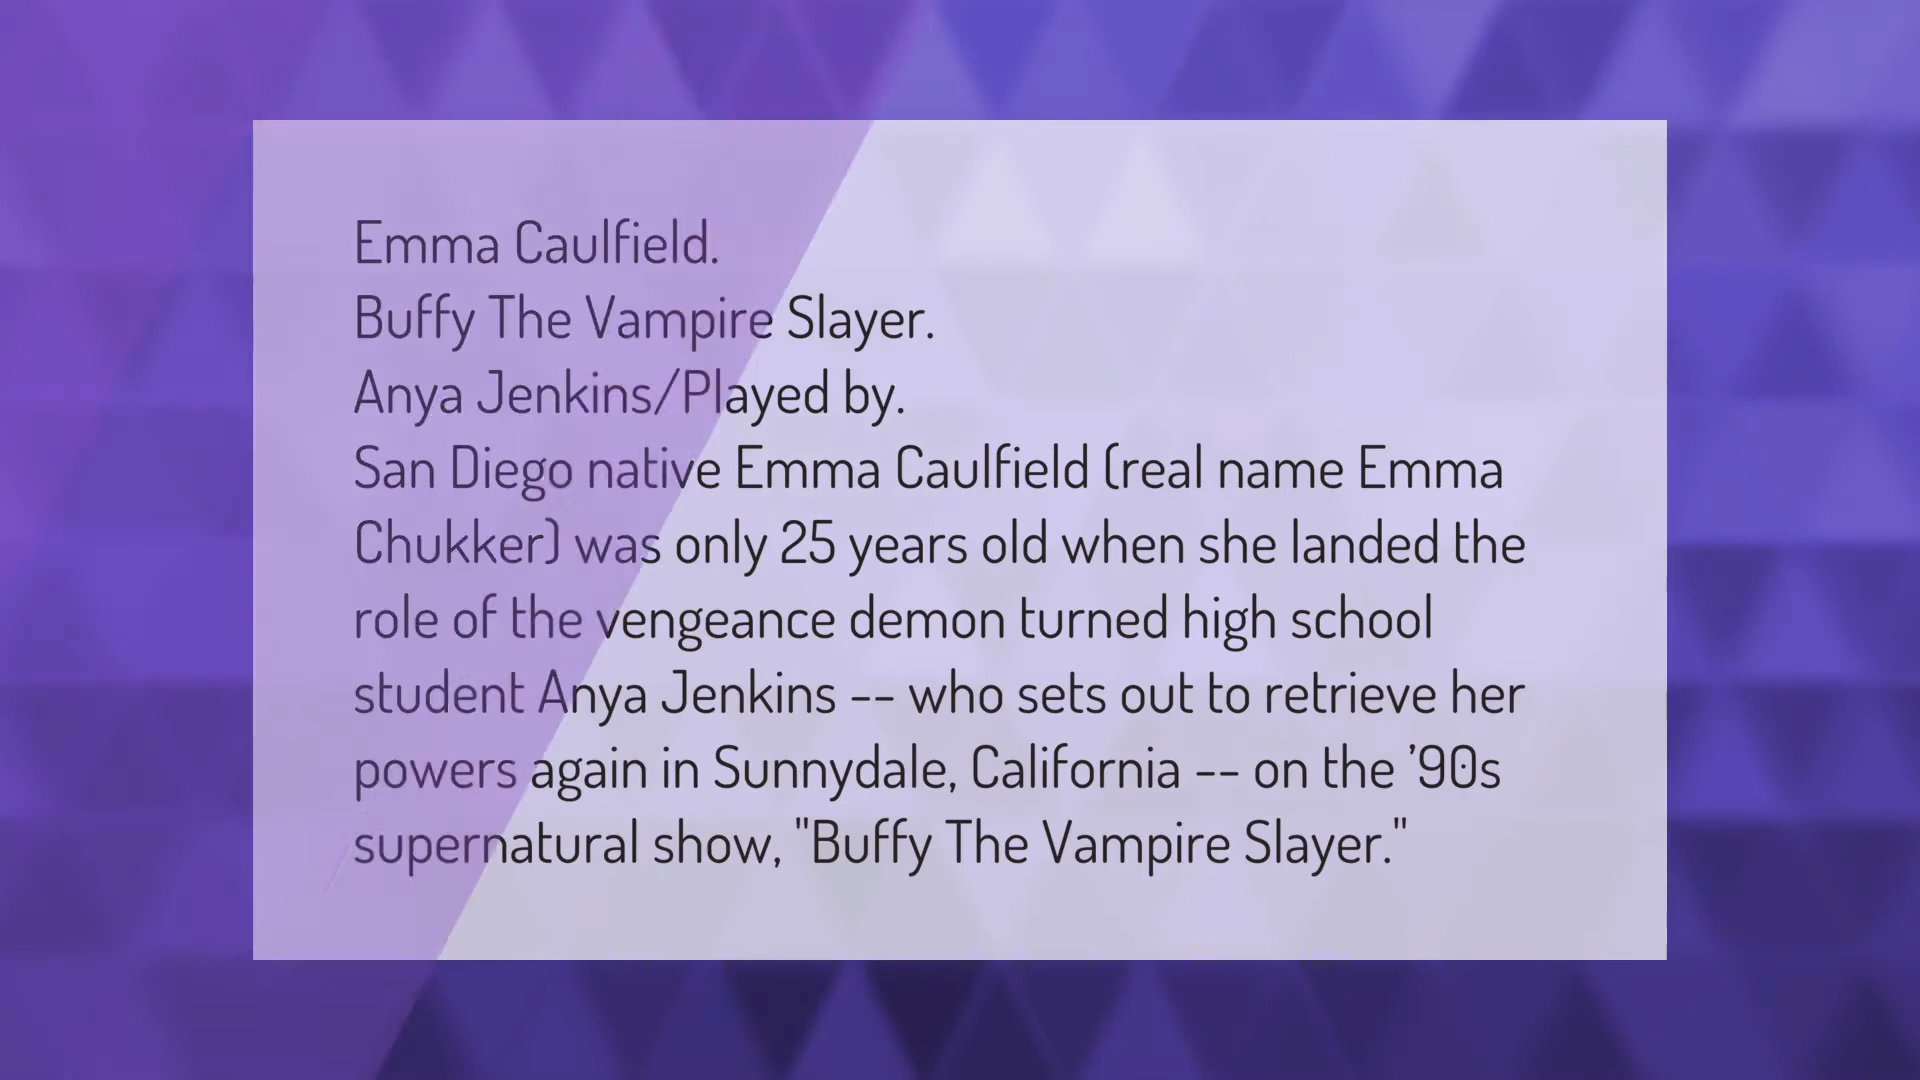 Emma Caulfield.
Buffy The Vampire Slayer.
Anya Jenkins/Played by.
San Diego native Emma Caulfield (real name Emma
Chukker) was only 25 years old when she landed the
role of the vengeance demon turned high school
student Anya Jenkins -- who sets out to retrieve her
powers again in Sunnydale, California -- on the '90s
supernatural show, "Buffy The Vampire Slayer."